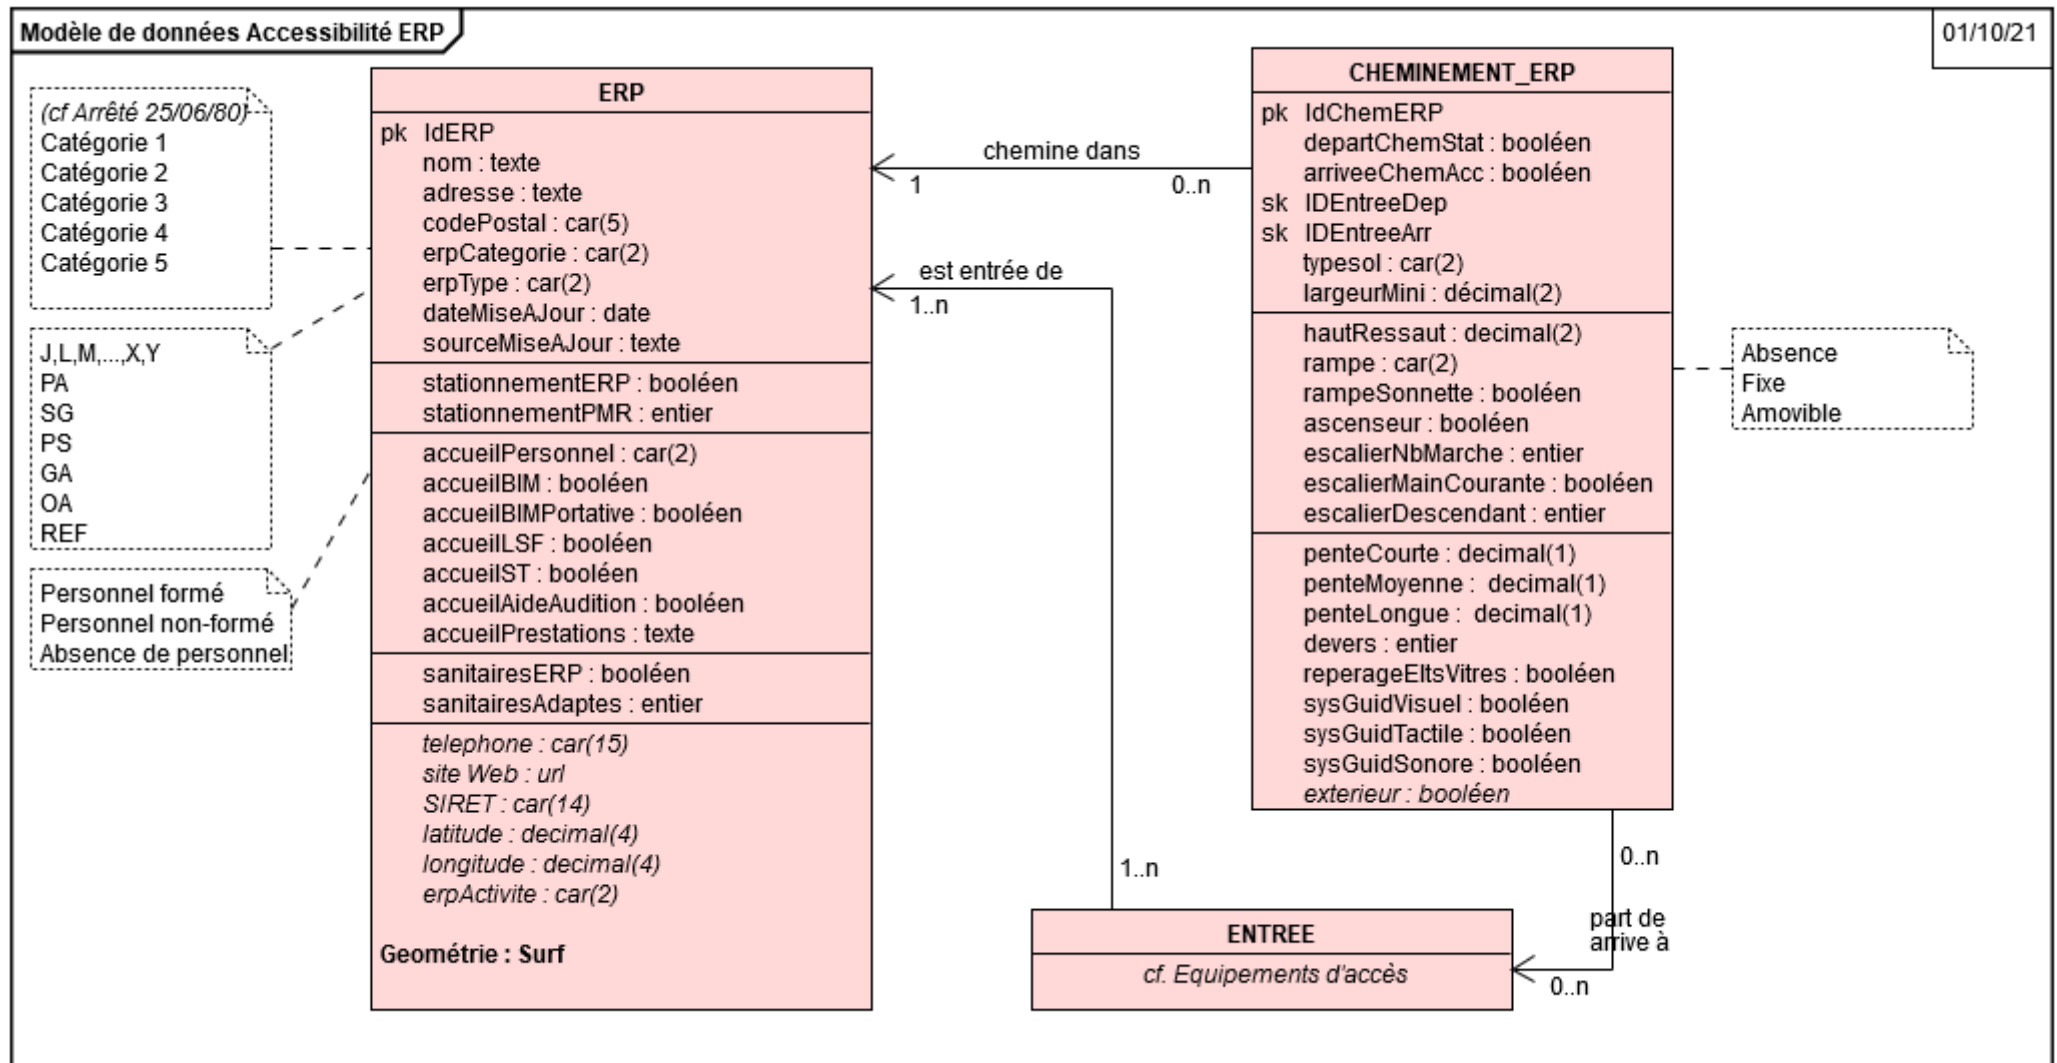 Modèle de données Accessibilité ERP
01/10/21
(cf Arrêté 25/06/80)
Catégorie 1
Catégorie 2
Catégorie 3
Catégorie 4
Catégorie 5
J,L,M,...,X,Y
PA
SG
PS
GA
OA
REF
Personnel formé
Personnel non-formé
Absence de personnel
ERP
pk IdERP
nom : texte
adresse : texte
codePostal : car(5)
erpCategorie : car(2)
erpType : car(2)
dateMiseAJour : date
sourceMiseAJour : texte
stationnementERP : booléen
stationnementPMR : entier
accueilPersonnel : car(2)
accueilBIM : booléen
accueilBIMPortative : booléen
accueilLSF : booléen
accueilST : booléen
accueilAideAudition : booléen
accueilPrestations : texte
sanitairesERP : booléen
sanitairesAdaptes : entier
telephone : car(15)
site Web : url
SIRET : car(14)
latitude : decimal(4)
longitude : decimal(4)
erpActivite : car(2)
Geométrie : Surf
chemine dans
1
0..n
est entrée de
1..n
1..n
CHEMINEMENT_ERP
pk IdChemERP
departChemStat : booléen
arriveeChemAcc : booléen
sk IDEntreeDep
sk IDEntreeArr
typesol : car(2)
largeurMini : décimal(2)
hautRessaut : decimal(2)
rampe : car(2)
rampeSonnette : booléen
ascenseur : booléen
escalierNbMarche : entier
escalierMainCourante : booléen
escalierDescendant : entier
penteCourte : decimal(1)
penteMoyenne : decimal(1)
penteLongue : decimal(1)
devers : entier
reperageEltsVitres : booléen
sysGuidVisuel : booléen
sysGuidTactile : booléen
sysGuidSonore : booléen
exterieur : booléen
Absence
Fixe
Amovible
0..n
part de
arrive à
0..n
ENTREE
cf. Equipements d'accès